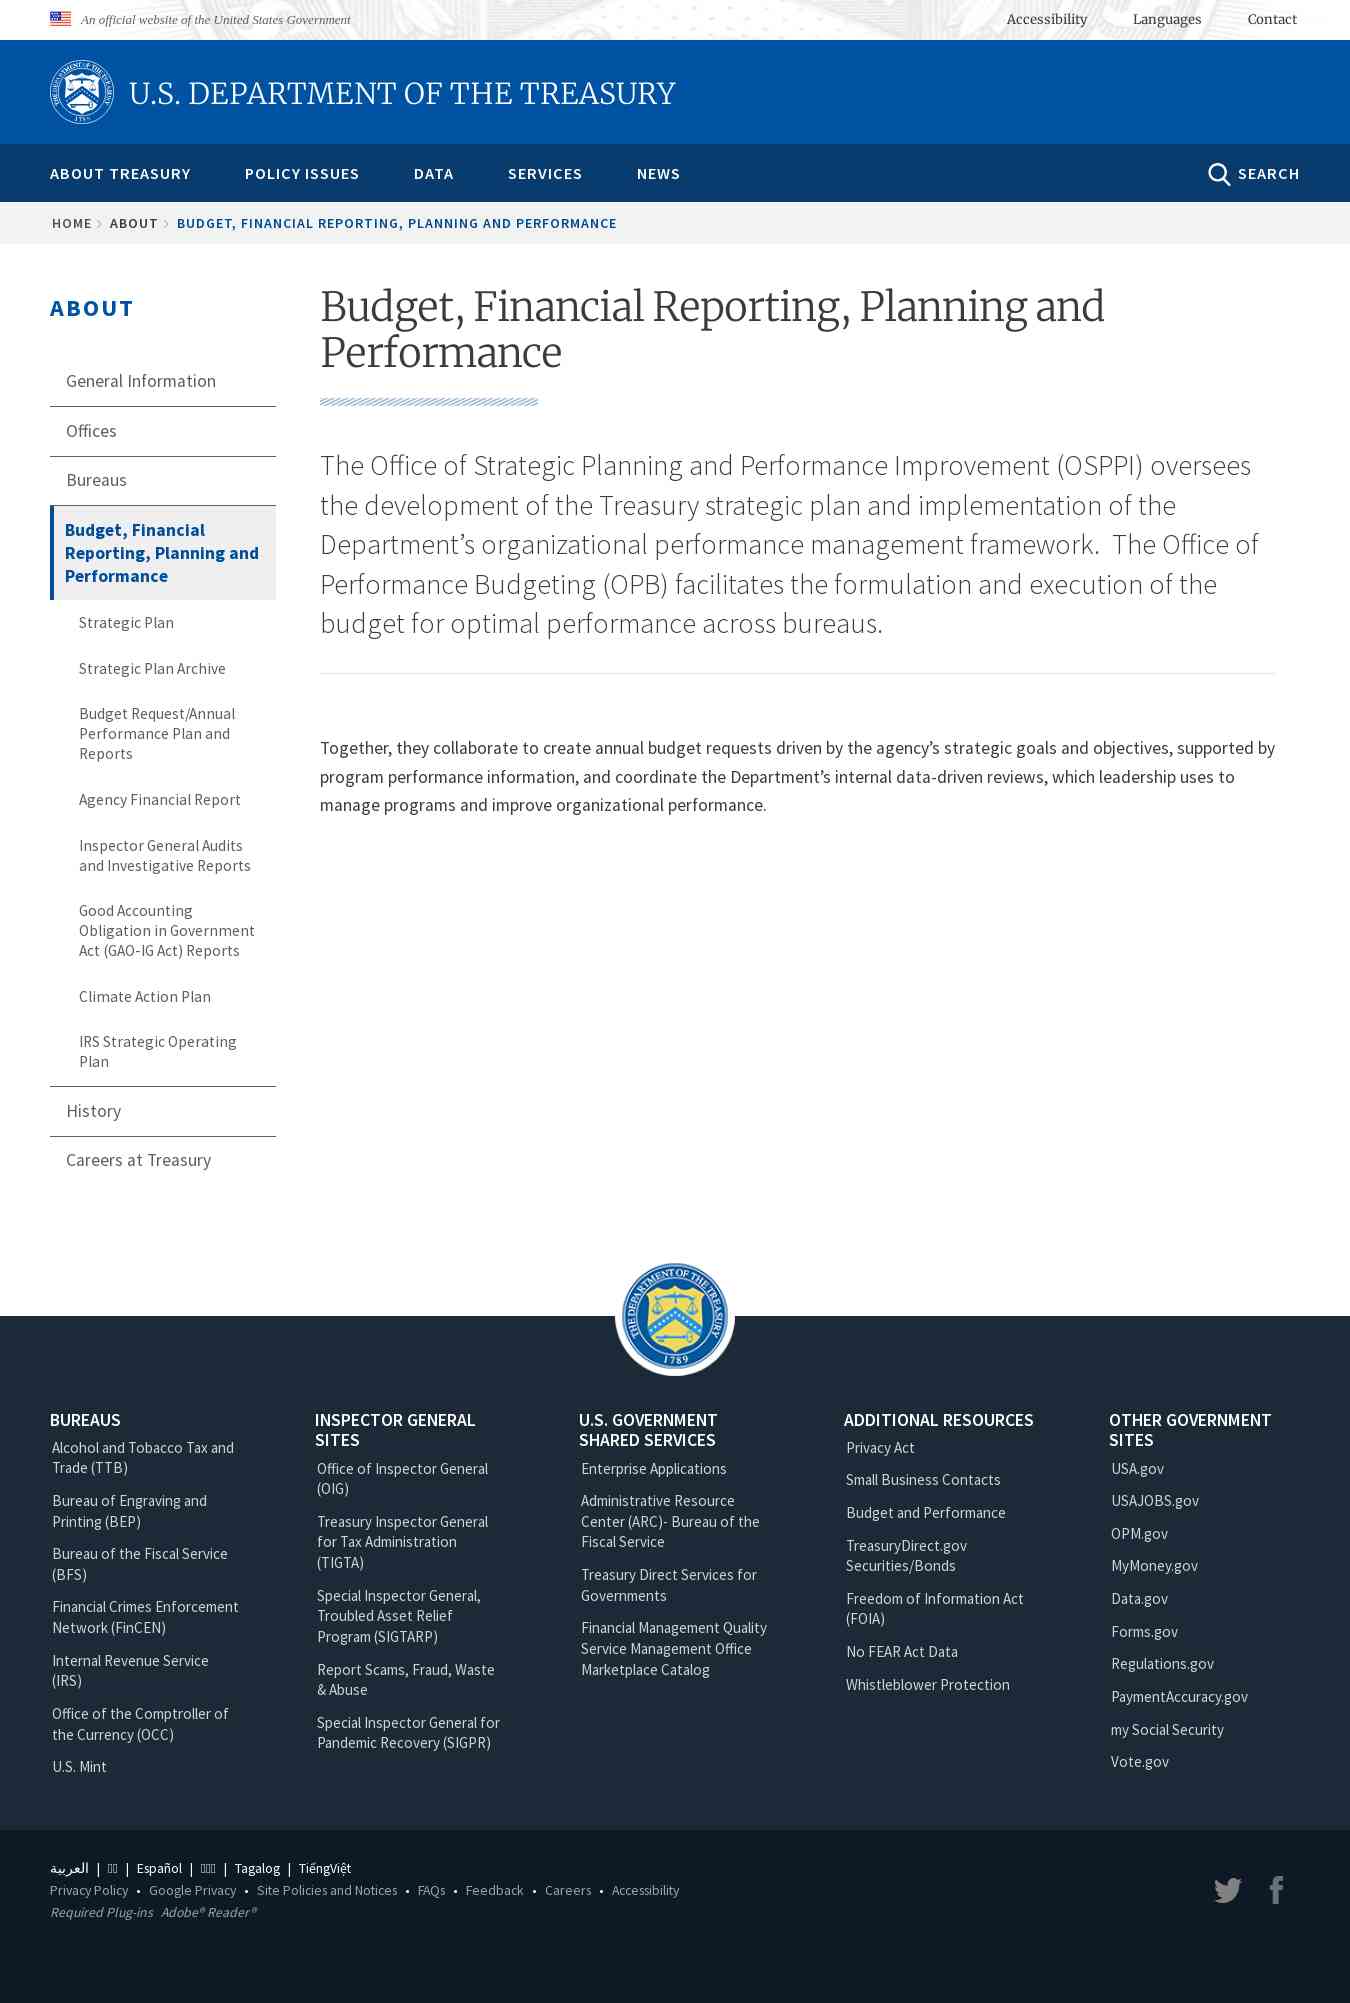 An official website of the United States Government
Accessibility Languages Contact
U.S. DEPARTMENT OF THE TREASURY
ABOUT TREASURY POLICY ISSUES DATA SERVICES NEWS SEARCH
HOME ABOUT BUDGET, FINANCIAL REPORTING, PLANNING AND PERFORMANCE
ABOUT
General Information
Offices
Bureaus
Budget, Financial
Reporting, Planning and
Performance
Strategic Plan
Strategic Plan Archive
Budget Request/Annual
Performance Plan and
Reports
Agency Financial Report
Inspector General Audits
and Investigative Reports
Good Accounting
Obligation in Government
Act (GAO-IG Act) Reports
Climate Action Plan
IRS Strategic Operating
Plan
History
Careers at Treasury
Budget, Financial Reporting, Planning and
Performance
The Office of Strategic Planning and Performance Improvement (OSPPI) oversees
the development of the Treasury strategic plan and implementation of the
Department’s organizational performance management framework.  The Office of
Performance Budgeting (OPB) facilitates the formulation and execution of the
budget for optimal performance across bureaus.
Together, they collaborate to create annual budget requests driven by the agency’s strategic goals and objectives, supported by
program performance information, and coordinate the Department’s internal data-driven reviews, which leadership uses to
manage programs and improve organizational performance.
THE DEPARTMENT OF THE TREASURY
1789
BUREAUS
Alcohol and Tobacco Tax and
Trade (TTB)
Bureau of Engraving and
Printing (BEP)
Bureau of the Fiscal Service
(BFS)
Financial Crimes Enforcement
Network (FinCEN)
Internal Revenue Service
(IRS)
Office of the Comptroller of
the Currency (OCC)
U.S. Mint
INSPECTOR GENERAL
SITES
Office of Inspector General
(OIG)
Treasury Inspector General
for Tax Administration
(TIGTA)
Special Inspector General,
Troubled Asset Relief
Program (SIGTARP)
Report Scams, Fraud, Waste
& Abuse
Special Inspector General for
Pandemic Recovery (SIGPR)
U.S. GOVERNMENT
SHARED SERVICES
Enterprise Applications
Administrative Resource
Center (ARC)- Bureau of the
Fiscal Service
Treasury Direct Services for
Governments
Financial Management Quality
Service Management Office
Marketplace Catalog
ADDITIONAL RESOURCES
Privacy Act
Small Business Contacts
Budget and Performance
TreasuryDirect.gov
Securities/Bonds
Freedom of Information Act
(FOIA)
No FEAR Act Data
Whistleblower Protection
OTHER GOVERNMENT
SITES
USA.gov
USAJOBS.gov
OPM.gov
MyMoney.gov
Data.gov
Forms.gov
Regulations.gov
PaymentAccuracy.gov
my Social Security
Vote.gov
العربية | | Español | | Tagalog | TiếngViệt
Privacy Policy • Google Privacy • Site Policies and Notices • FAQs • Feedback • Careers • Accessibility
Required Plug-ins Adobe® Reader®